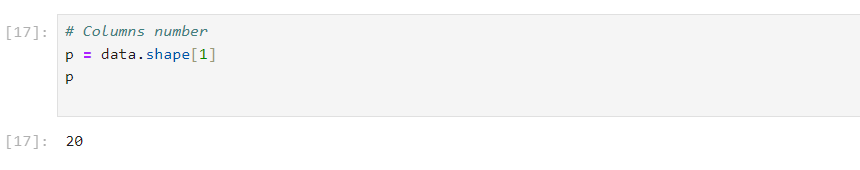 [17]: # Columns number
p = data.shape[1]
p
[17]: 20